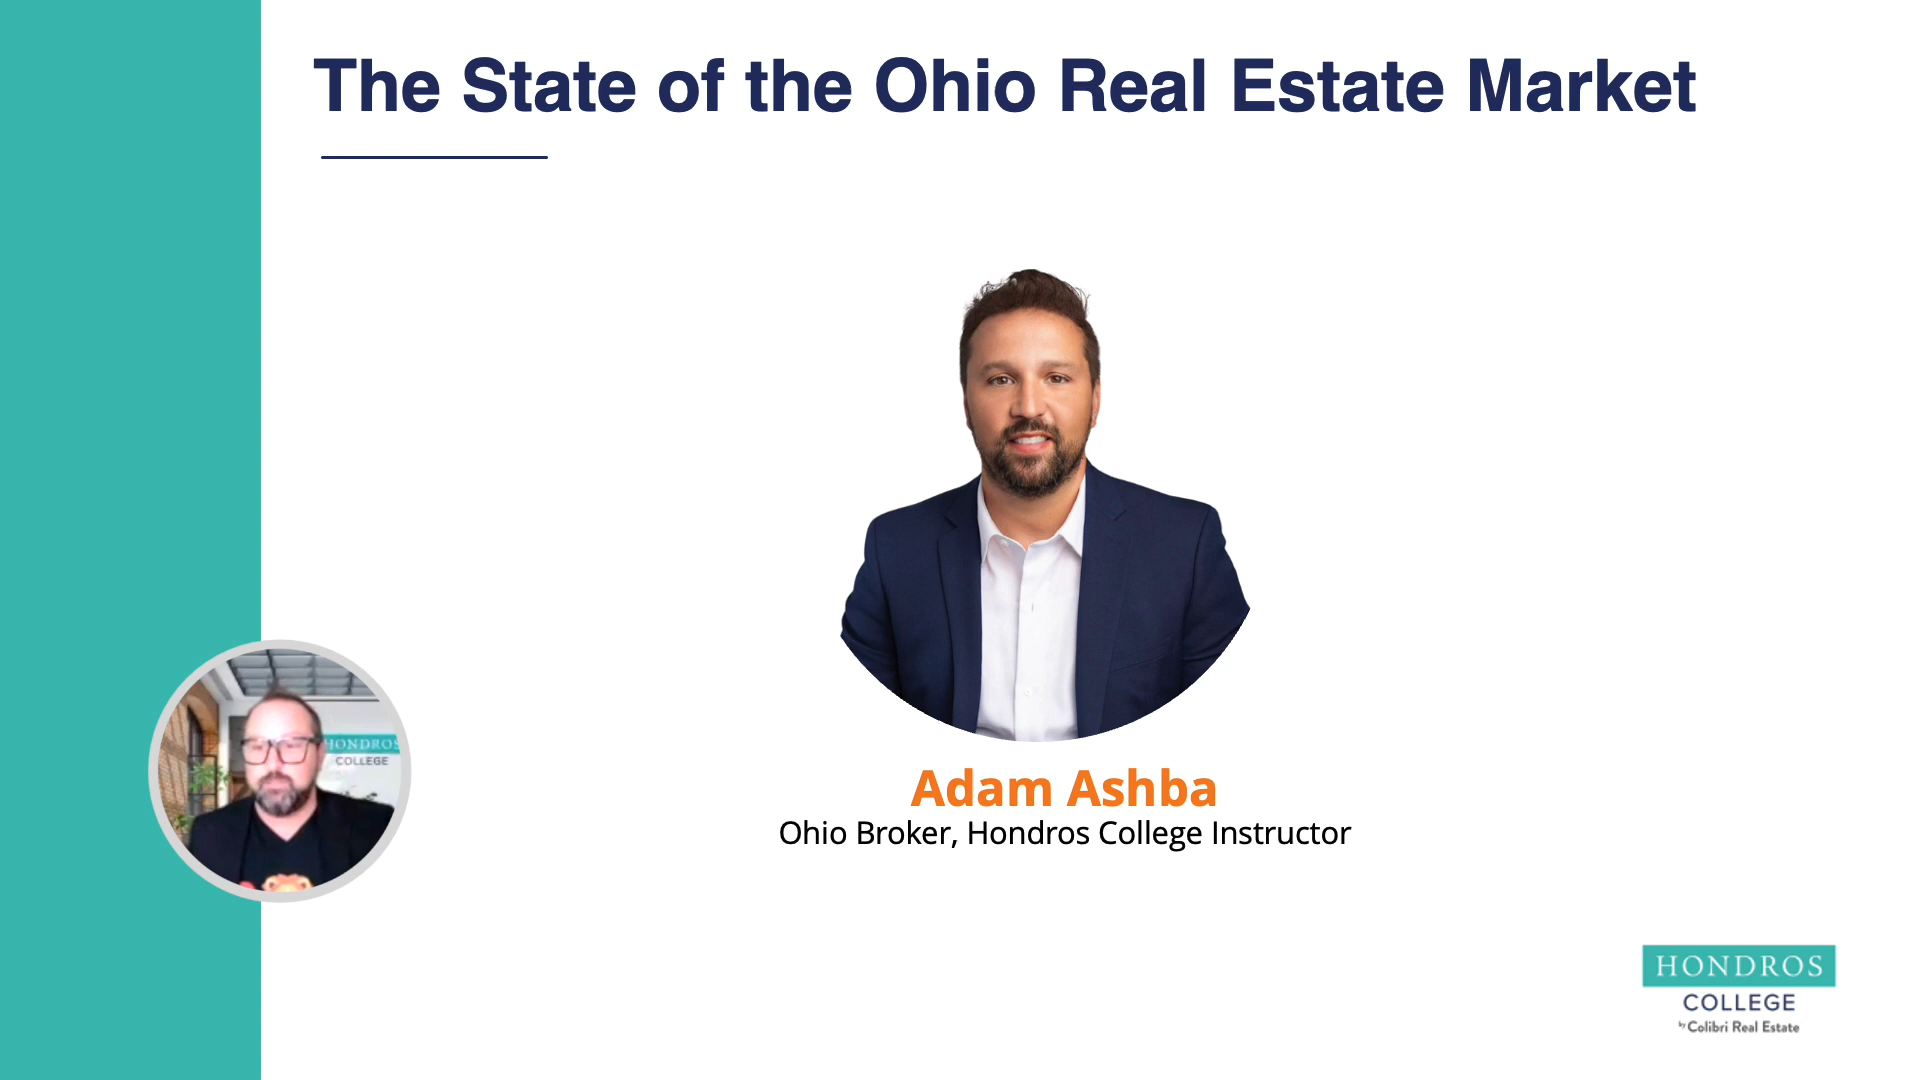 The State of the Ohio Real Estate Market
HONDROS
COLLEGE
Adam Ashba
Ohio Broker, Hondros College Instructor
HONDROS
COLLEGE
by Colibri Real Estate